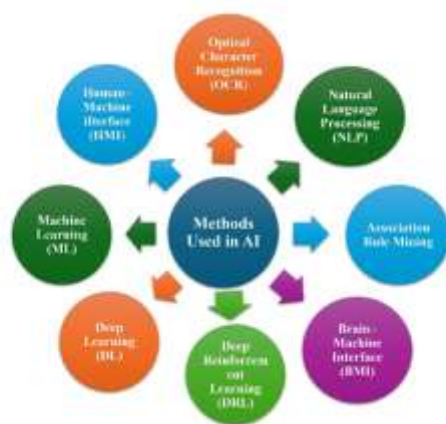 Optical
Character
Recognition
(OCR)
Natural
Language
Processing
(NLP)
Association
Rule Mining
Brain-
Machine
Interface
(BMI)
Deep
Reinforcem
ent
Learning
(DRL)
Deep
Learning
(DL)
Machine
Learning
(ML)
Human-
Machine
(HMI)
Methods
Used in AI